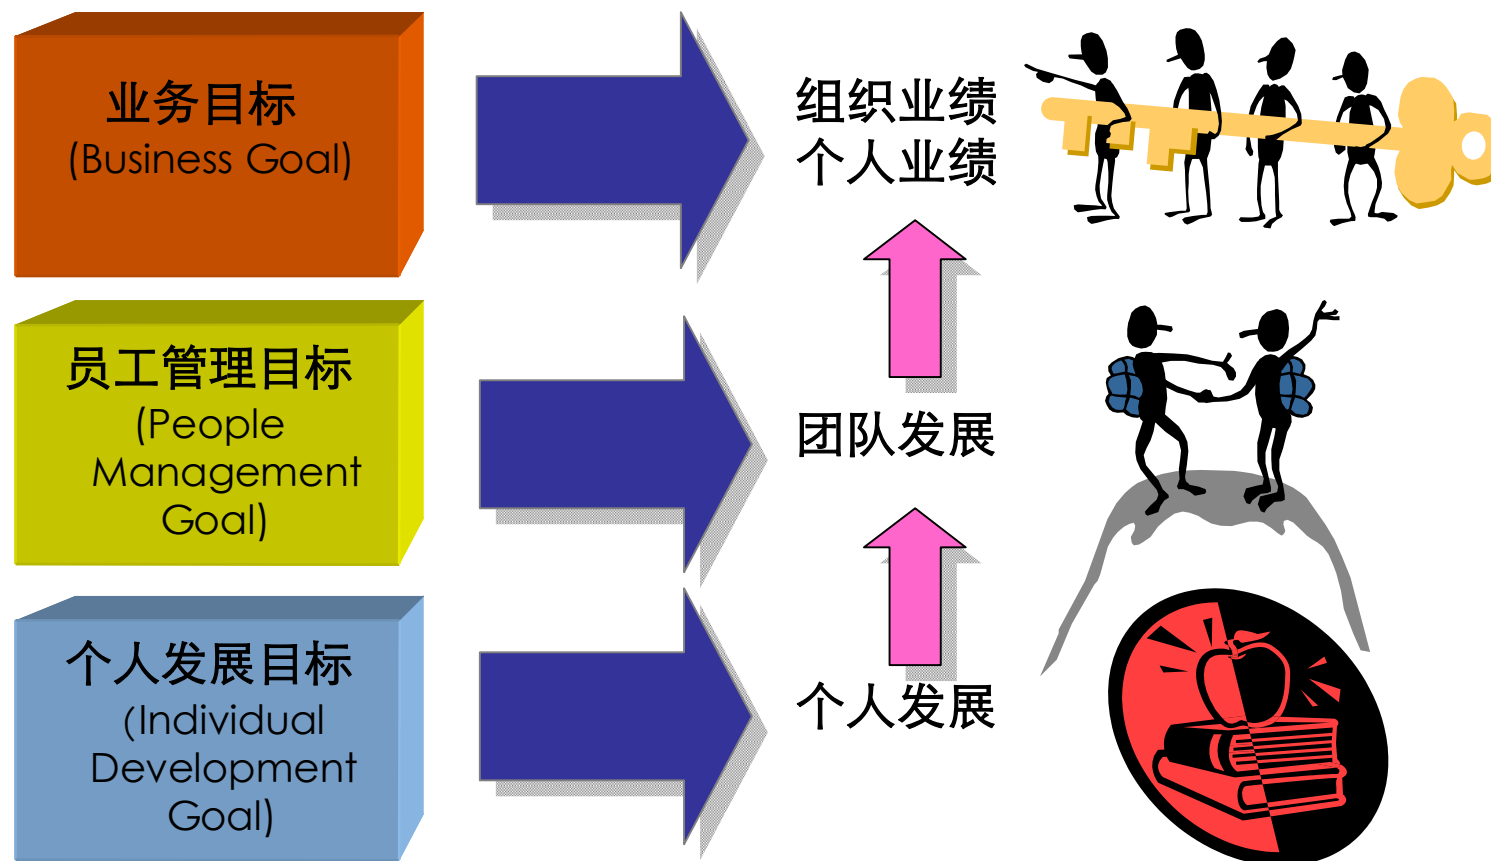 业务目标
(Business Goal)
组织业绩
个人业绩
员工管理目标
(People
Management
Goal)
团队发展
个人发展目标
(Individual
Development
Goal)
个人发展